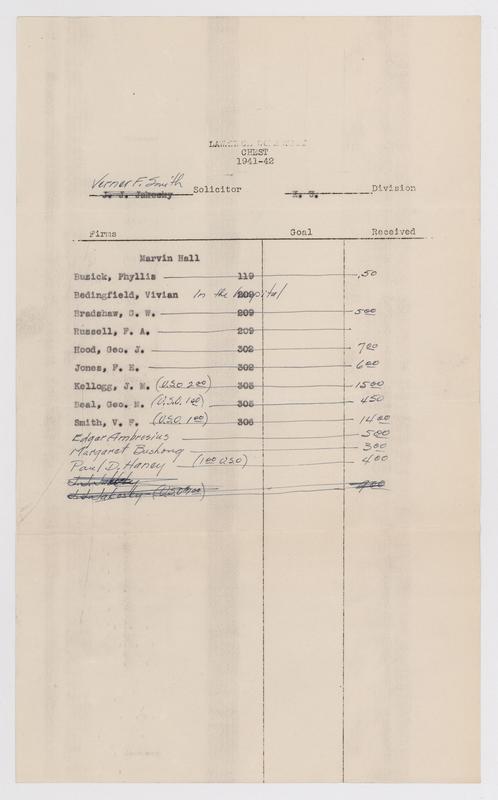 CHEST
1941-42
Verner F. Smith
J. J. Jakosky Solicitor K. U. Division
Firms Goal Received
Marvin Hall
Buzick, Phyllis 119 .50
Bedingfield, Vivian In the hospital 209
Bradshaw, G. W. 209 5.00
Russell, F. A. 209
Hood, Geo. J. 302 7.00
Jones, F. E. 302 6.00
Kellogg, J. M. (U.S.O 2.00) 305 15.00
Beal, Geo. M. (U.S.O. 1.00) 305 4.50
Smith, V. F. (U.S.O. 1.00) 306 14.00
Edgar Ambrosius 5.00
Margaret Bushong 3.00
Paul D. Haney (1.00 U.S.O) 4.00
J. J. Jakosky